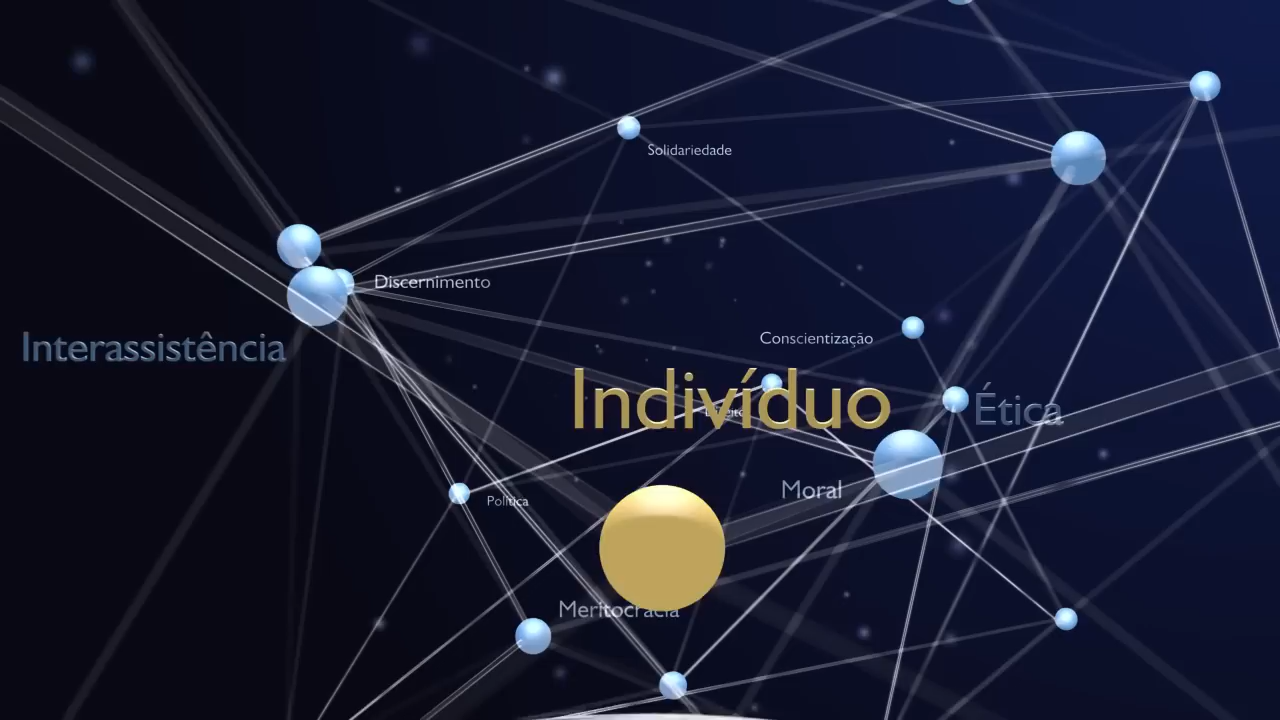 Solidariedade
Discernimento
Interassistência
Conscientização
Indivíduo
Ética
Moral
Política
Meritocracia